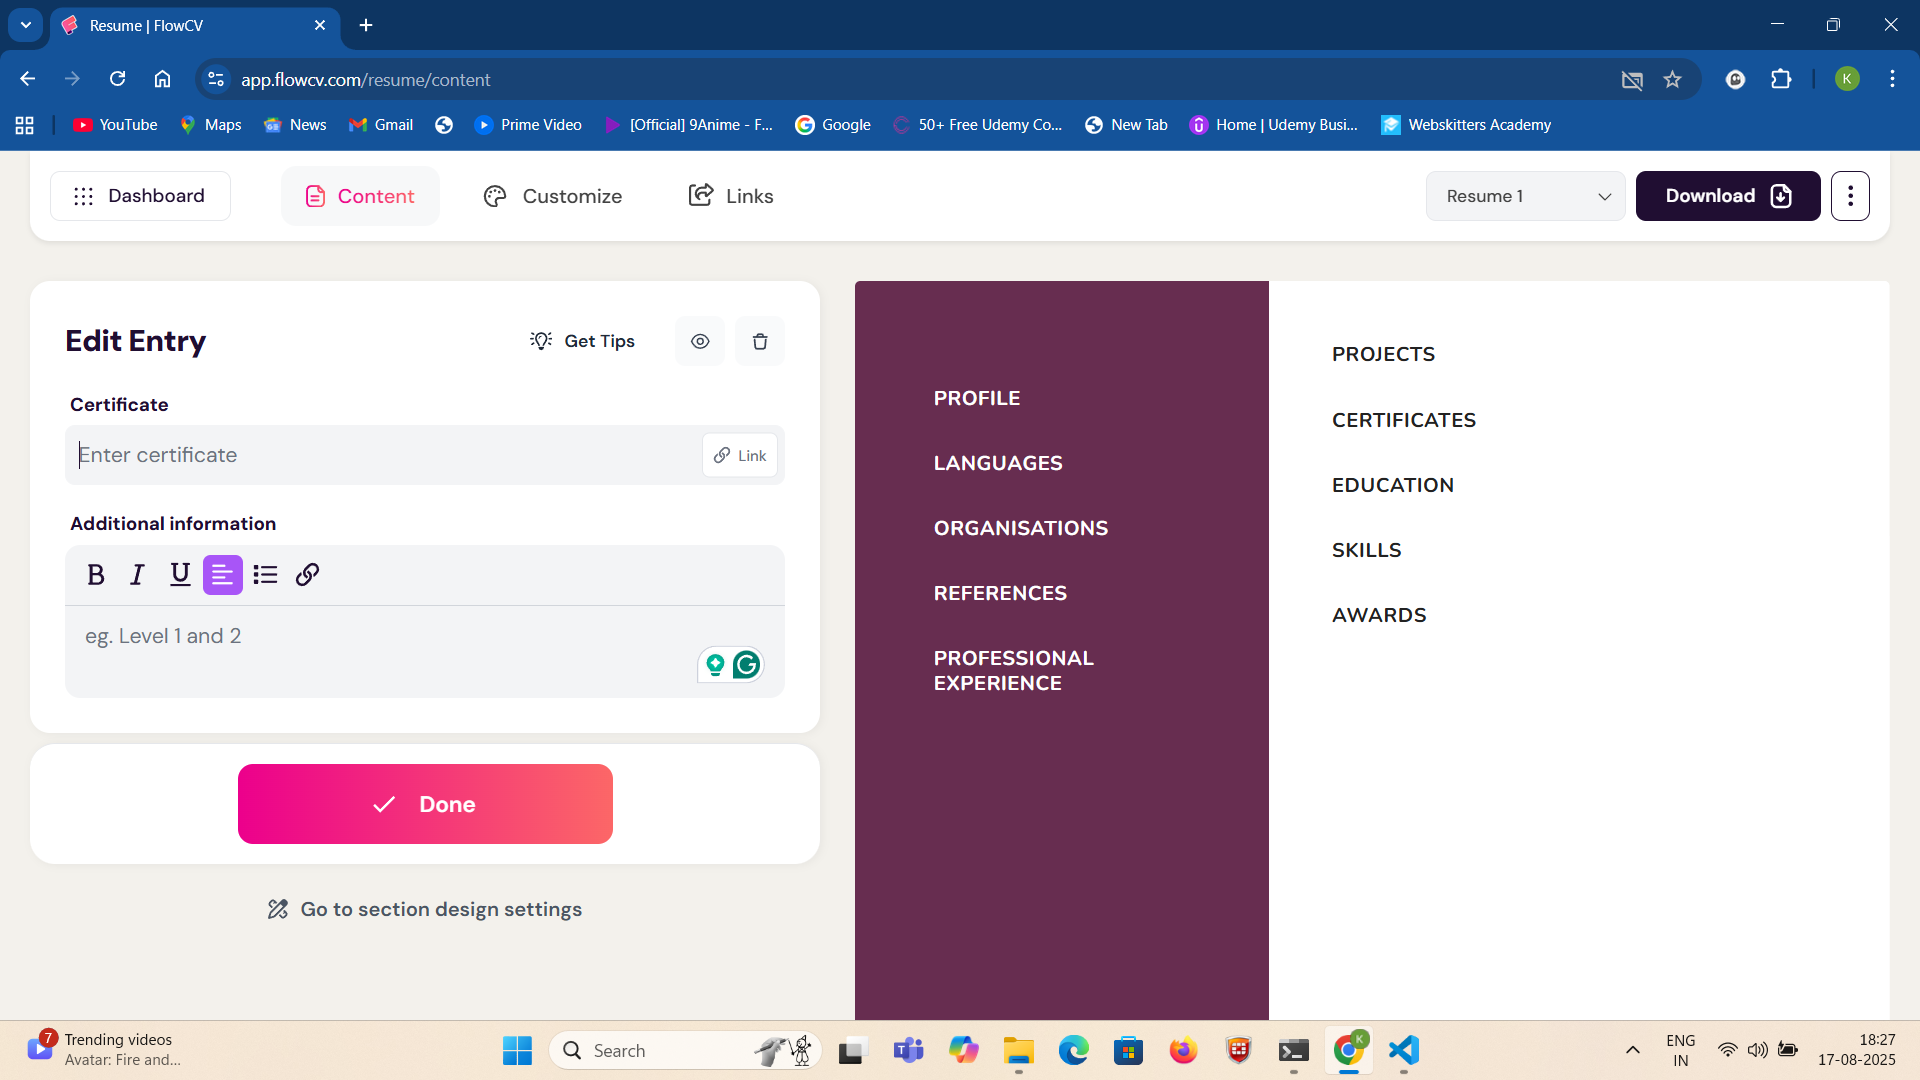 Resume | FlowCV
app.flowcv.com/resume/content
K
YouTube
Maps
News
Gmail
Prime Video
[Official] 9Anime - F...
Google
50+ Free Udemy Co...
New Tab
Home | Udemy Busi...
Webskitters Academy
Dashboard
Content
Customize
Links
Resume 1
Download
Edit Entry
Get Tips
Certificate
Enter certificate
Link
Additional information
B I U
eg. Level 1 and 2
Done
Go to section design settings
PROFILE
LANGUAGES
ORGANISATIONS
REFERENCES
PROFESSIONAL
EXPERIENCE
PROJECTS
CERTIFICATES
EDUCATION
SKILLS
AWARDS
7
Trending videos
Avatar: Fire and...
Search
K
ENG
IN
18:27
17-08-2025